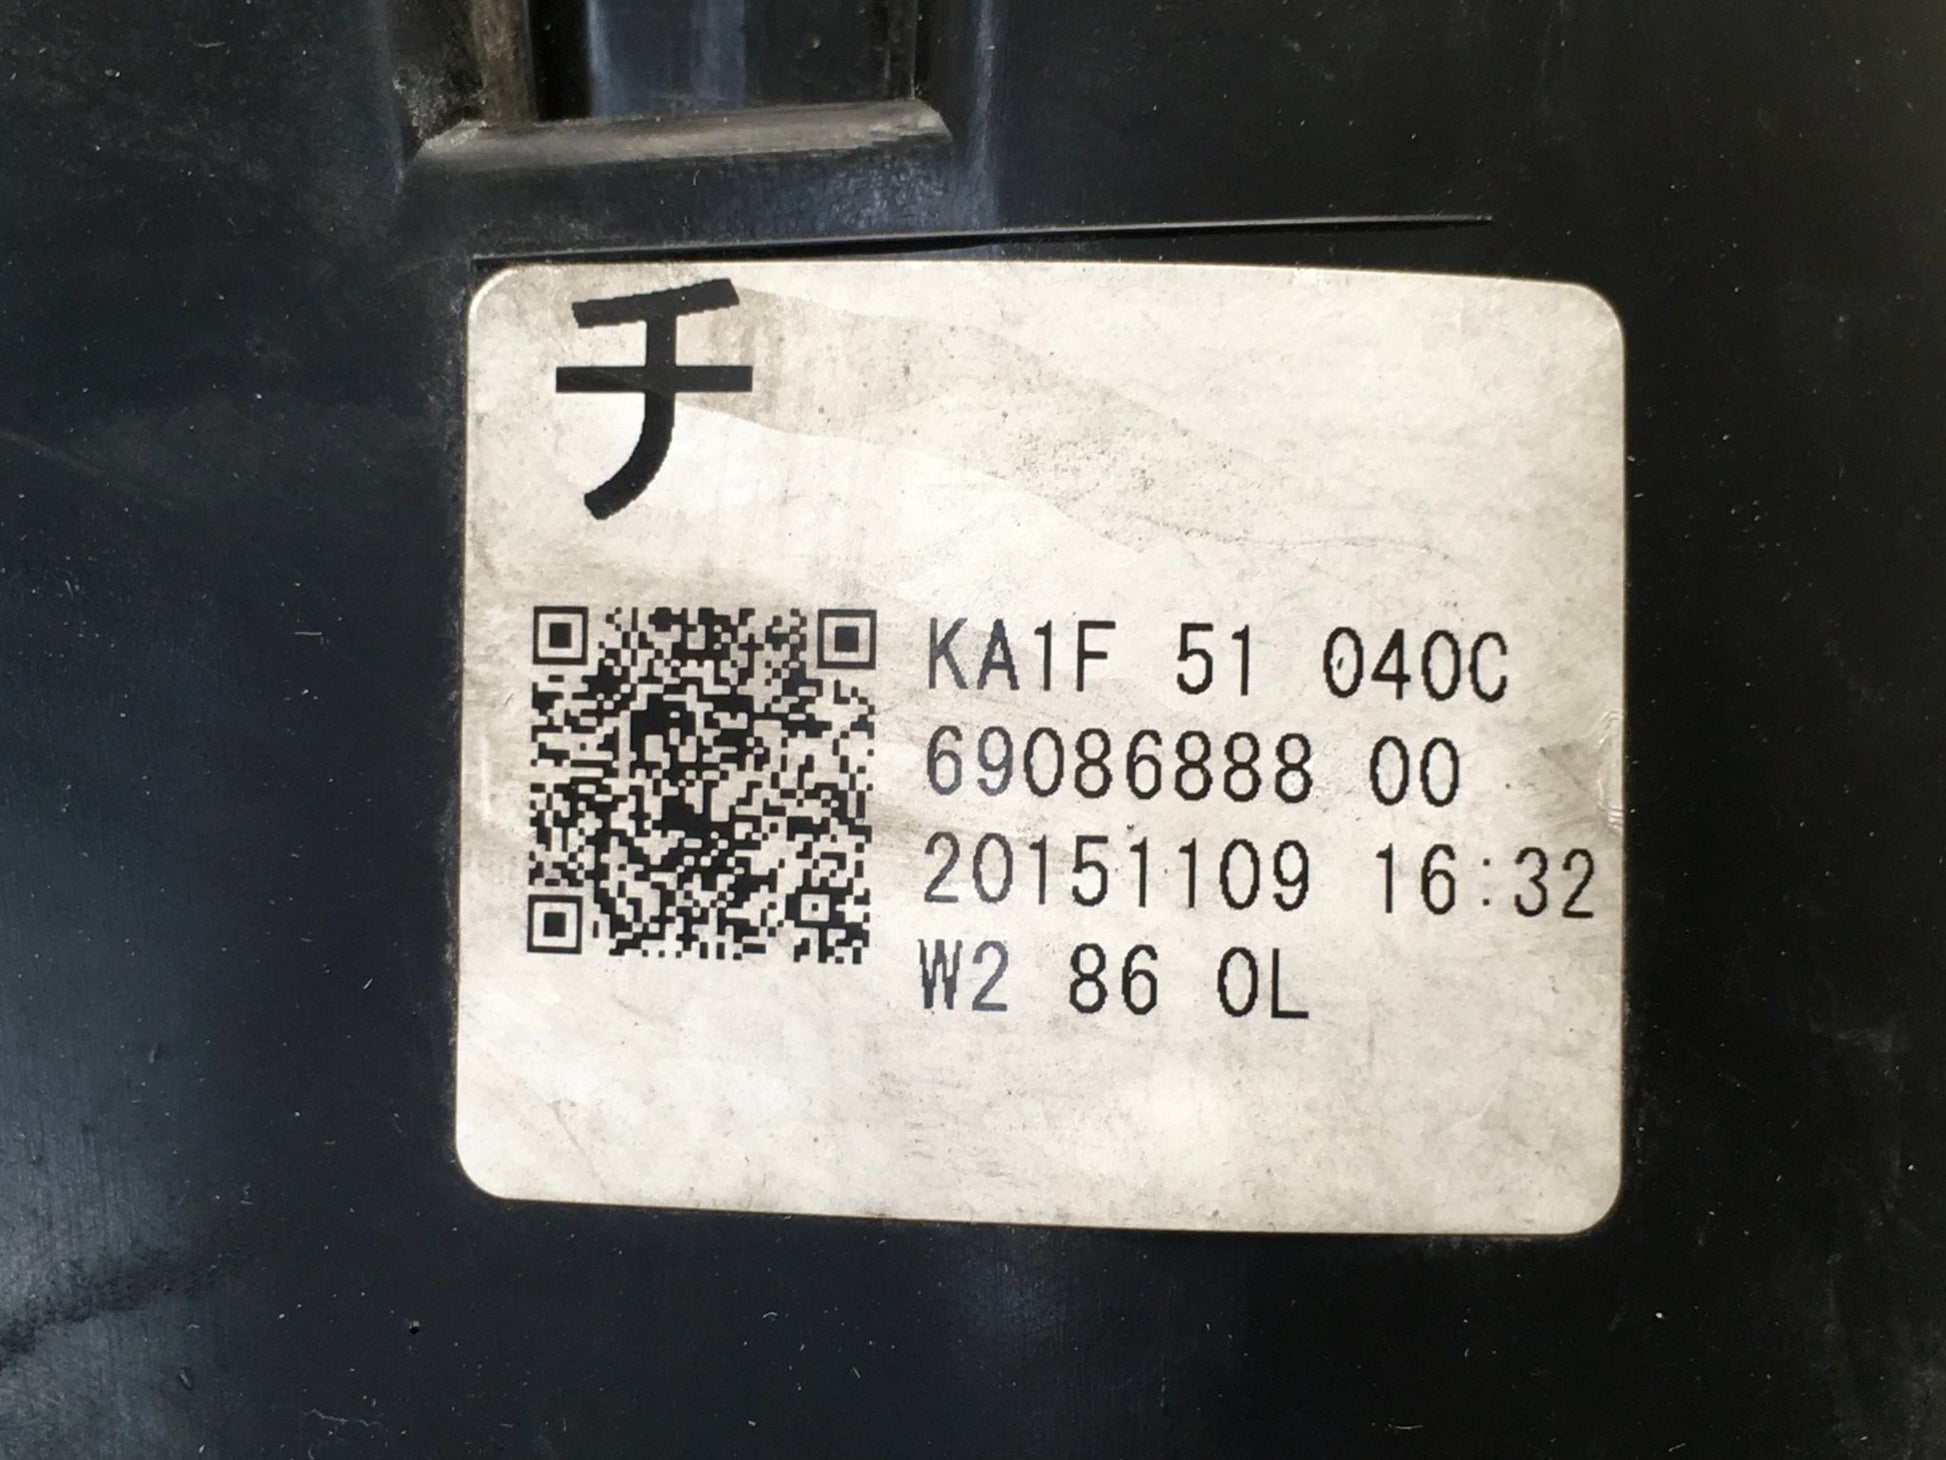 チ
KA1F 51 040C
69086888 00
20151109 16:32
W2 86 0L